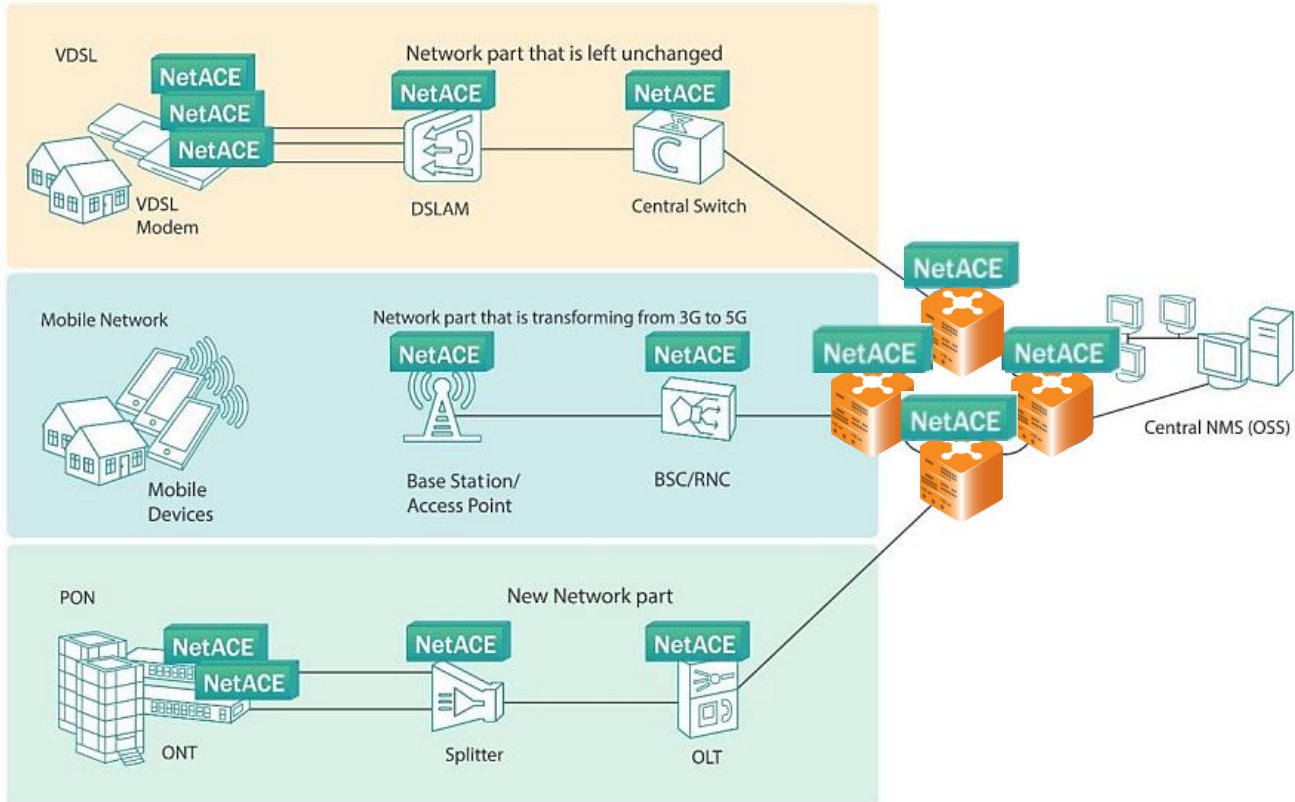 VDSL
Network part that is left unchanged
NetACE
NetACE
NetACE
NetACE
NetACE
VDSL
Modem
DSLAM
Central Switch
NetACE
Mobile Network
Network part that is transforming from 3G to 5G
NetACE
NetACE
NetACE
NetACE
NetACE
Central NMS (OSS)
Mobile
Devices
Base Station/
Access Point
BSC/RNC
PON
New Network part
NetACE
NetACE
NetACE
NetACE
ONT
Splitter
OLT